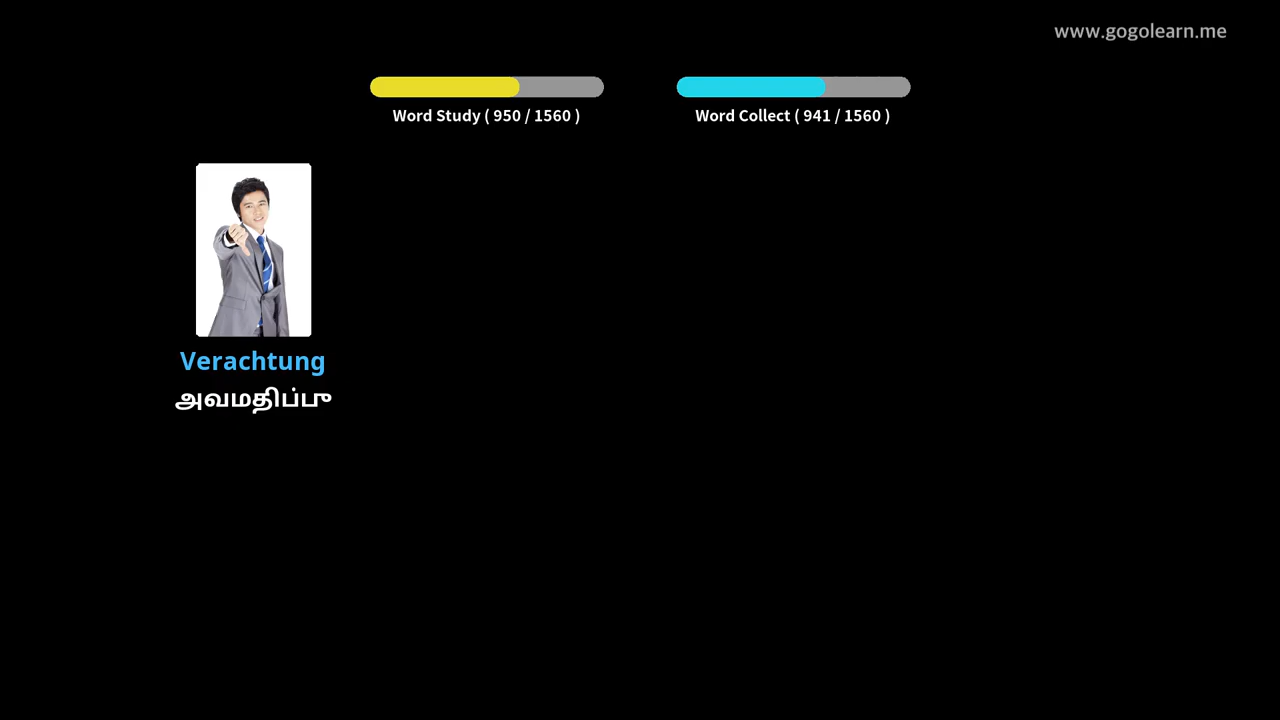 www.gogolearn.me
Word Study ( 950 / 1560 )
Word Collect ( 941 / 1560 )
Verachtung
அவமதிப்பு